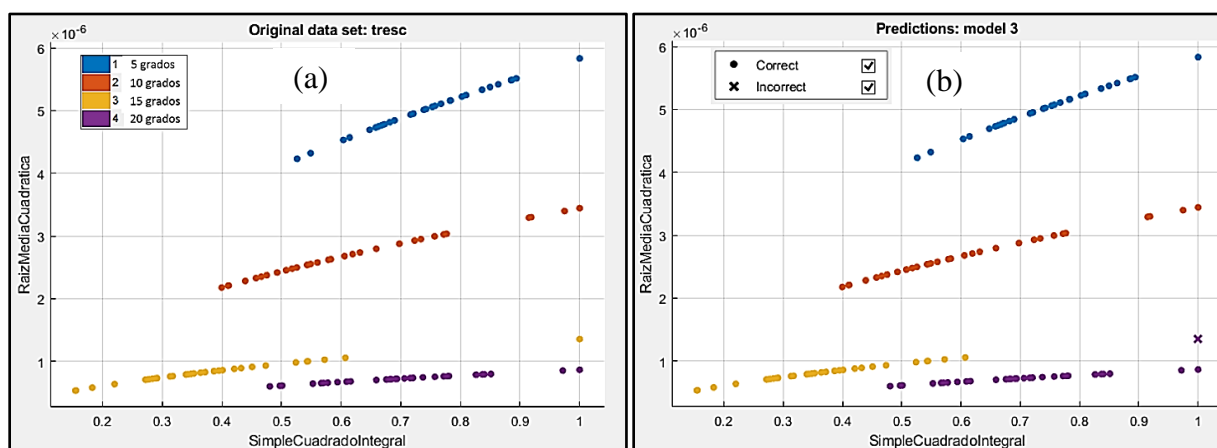 Original data set: tresc
×10⁻⁶
(a)
1 5 grados
2 10 grados
3 15 grados
4 20 grados
RaizMediaCuadratica
6
5
4
3
2
1
0.2 0.3 0.4 0.5 0.6 0.7 0.8 0.9 1
SimpleCuadradoIntegral
Predictions: model 3
×10⁻⁶
(b)
Correct
Incorrect
RaizMediaCuadratica
6
5
4
3
2
1
0.2 0.3 0.4 0.5 0.6 0.7 0.8 0.9 1
SimpleCuadradoIntegral